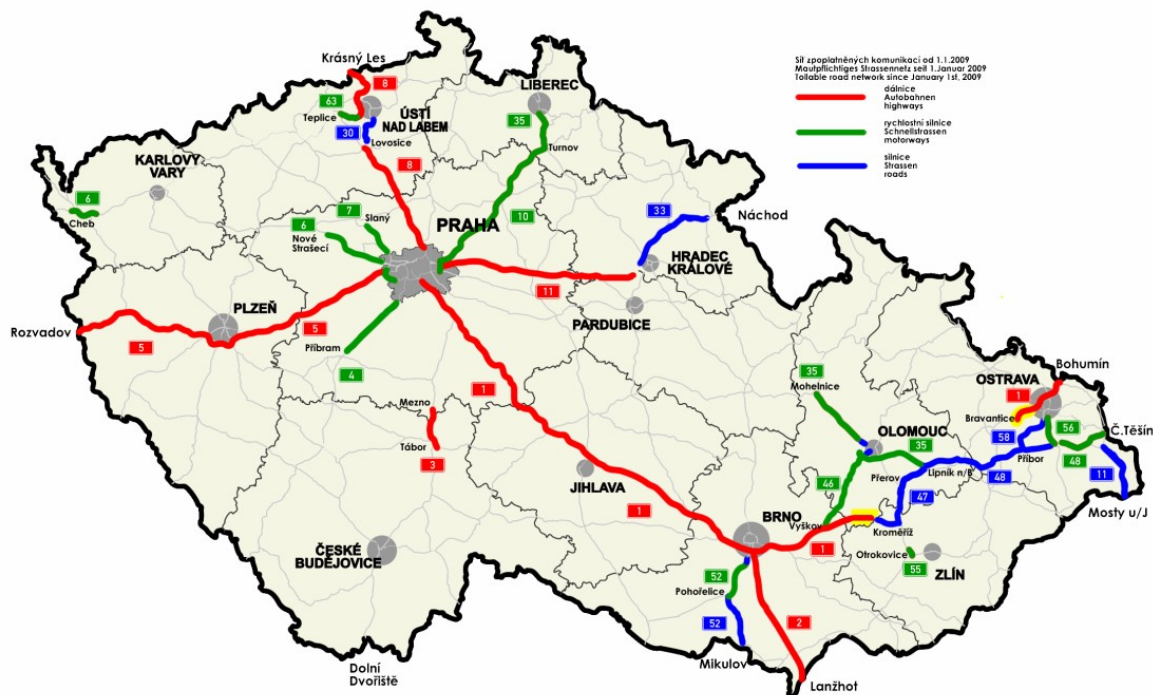 Krásný Les
8
Síť zpoplatněných komunikací od 1.1.2009
Mautpflichtiges Strassennetz seit 1.Januar 2009
Tollable road network since January 1st, 2009
dálnice
Autobahnen
highways
rychlostní silnice
Schnellstrassen
motorways
silnice
Strassen
roads
63
Teplice
ÚSTÍ
NAD LABEM
30
Lovosice
8
LIBEREC
35
Turnov
KARLOVY
VARY
6
Cheb
7
Slaný
6
Nové
Strašecí
PRAHA
10
33
Náchod
HRADEC
KRÁLOVÉ
11
PARDUBICE
PLZEŇ
Rozvadov
5
5
Příbram
4
1
Mezno
Tábor
3
35
Mohelnice
Bohumín
OSTRAVA
1
Bravantice
Č.Těšín
56
58
OLOMOUC
35
Příbor
48
Přerov
Lipník n/B
48
11
46
47
Mosty u/J
JIHLAVA
1
BRNO
Vyškov
1
Kroměříž
ČESKÉ
BUDĚJOVICE
Otrokovice
55
ZLÍN
52
Pohořelice
52
2
Mikulov
Dolní
Dvořiště
Lanžhot